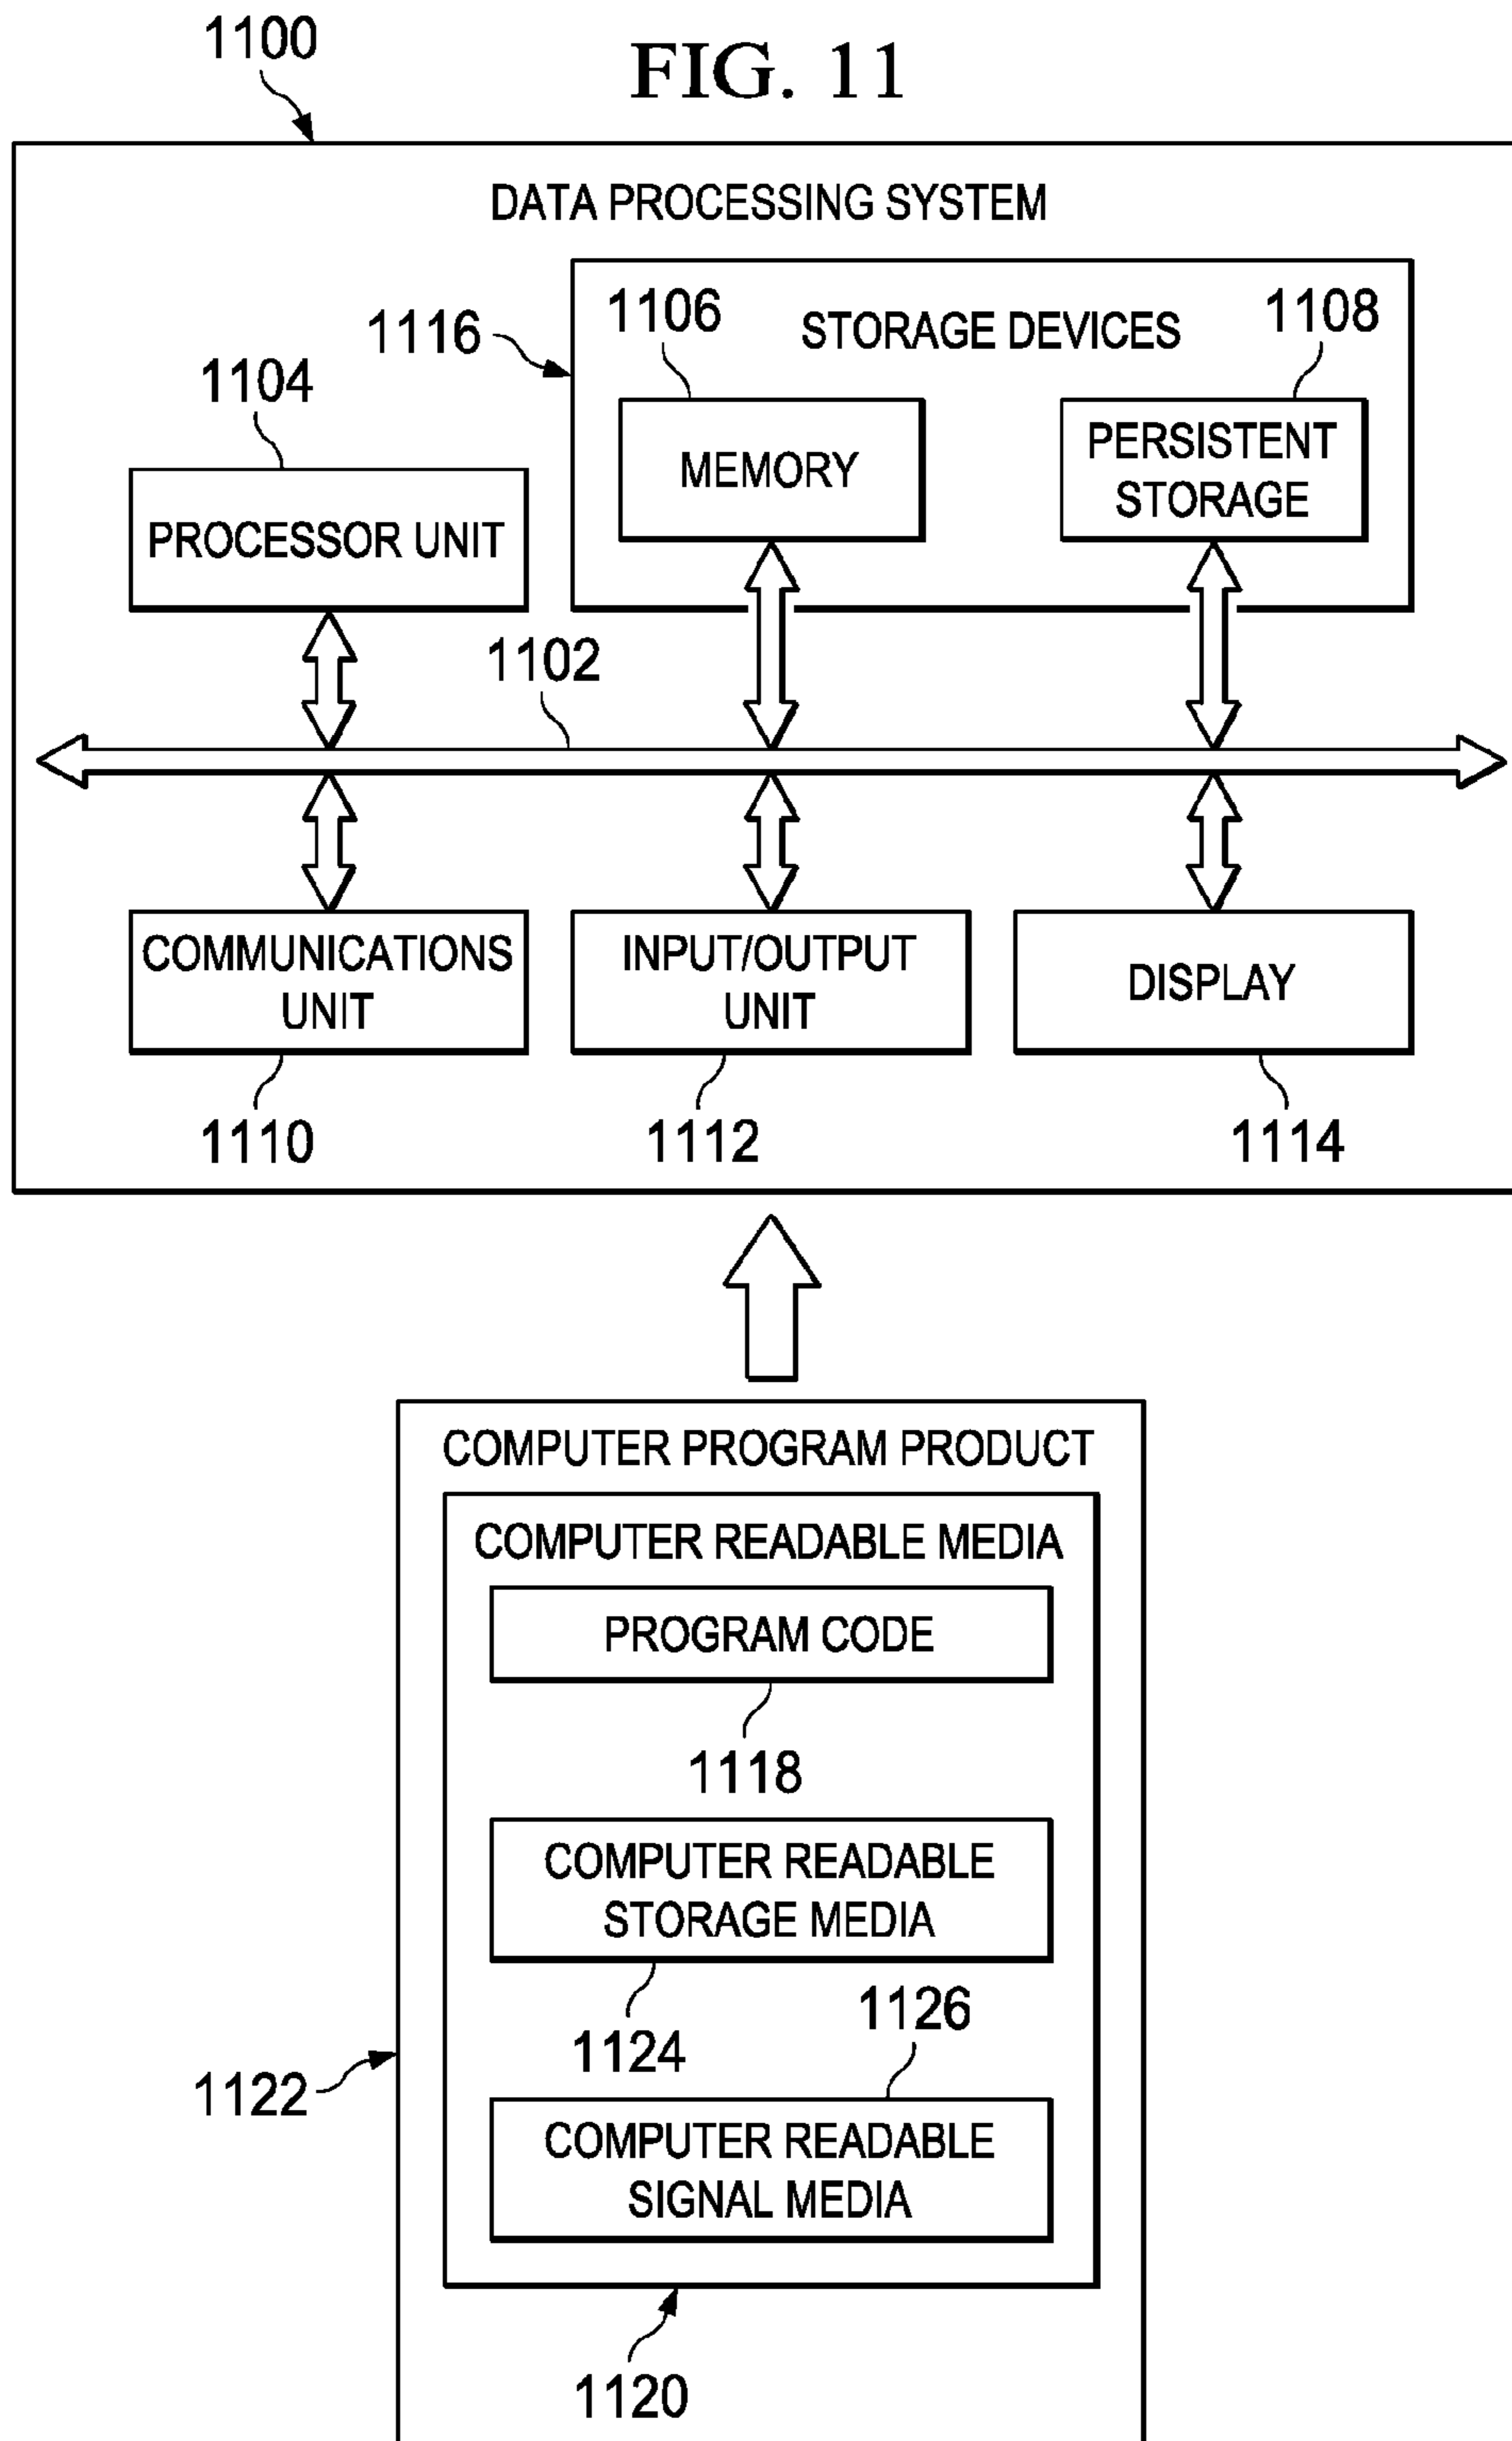 1100
FIG. 11
DATA PROCESSING SYSTEM
1116
1106
STORAGE DEVICES
1108
1104
MEMORY
PERSISTENT
STORAGE
PROCESSOR UNIT
1102
COMMUNICATIONS
UNIT
INPUT/OUTPUT
UNIT
DISPLAY
1110
1112
1114
COMPUTER PROGRAM PRODUCT
COMPUTER READABLE MEDIA
PROGRAM CODE
1118
COMPUTER READABLE
STORAGE MEDIA
1124
1126
1122
COMPUTER READABLE
SIGNAL MEDIA
1120